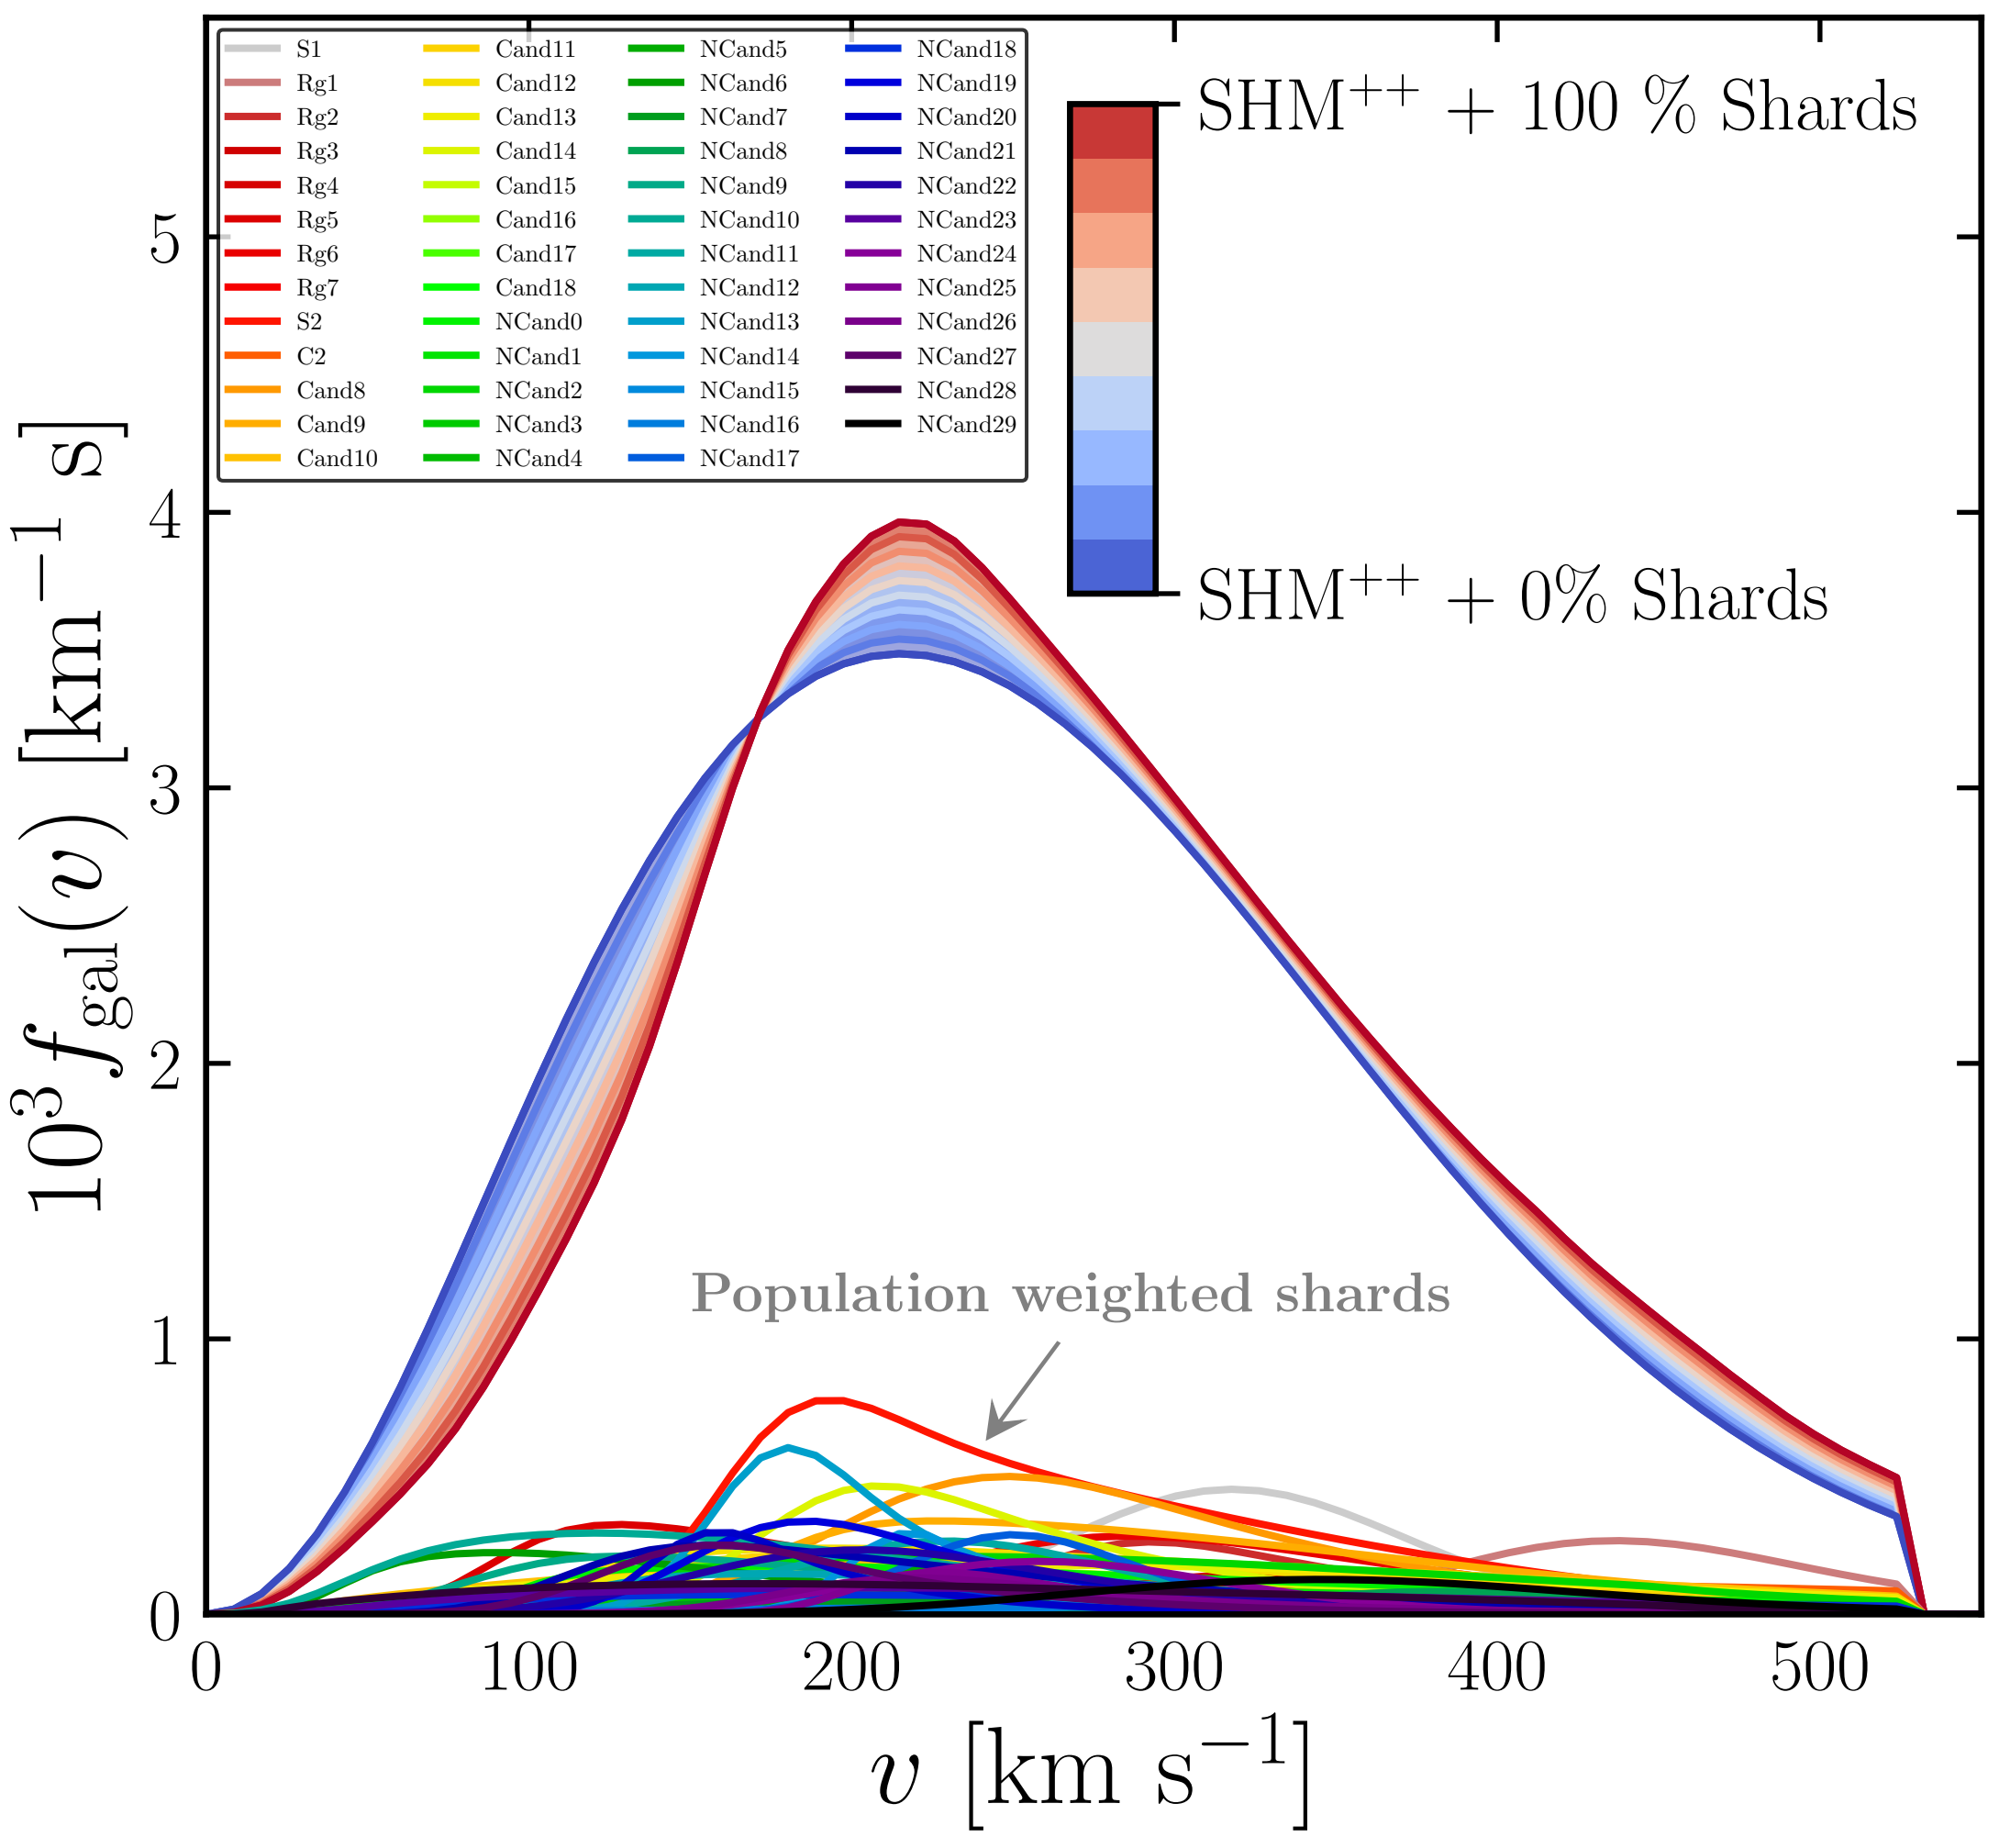 S1
Rg1
Rg2
Rg3
Rg4
Rg5
Rg6
Rg7
S2
C2
Cand8
Cand9
Cand10
Cand11
Cand12
Cand13
Cand14
Cand15
Cand16
Cand17
Cand18
NCand0
NCand1
NCand2
NCand3
NCand4
NCand5
NCand6
NCand7
NCand8
NCand9
NCand10
NCand11
NCand12
NCand13
NCand14
NCand15
NCand16
NCand17
NCand18
NCand19
NCand20
NCand21
NCand22
NCand23
NCand24
NCand25
NCand26
NCand27
NCand28
NCand29
SHM⁺⁺ + 100 % Shards
SHM⁺⁺ + 0% Shards
Population weighted shards
10³f_gal(v) [km⁻¹ s]
5
4
3
2
1
0
0 100 200 300 400 500
v [km s⁻¹]